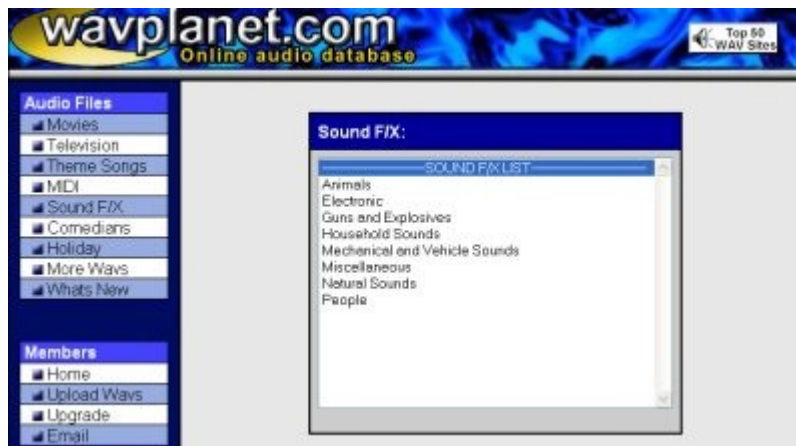 wavplanet.com
Online audio database
Top 50
WAV Sites
Audio Files
Movies
Television
Theme Songs
MIDI
Sound F/X
Comedians
Holiday
More Wavs
Whats New
Members
Home
Upload Wavs
Upgrade
Email
Sound F/X:
SOUND F/X LIST
Animals
Electronic
Guns and Explosives
Household Sounds
Mechanical and Vehicle Sounds
Miscellaneous
Natural Sounds
People